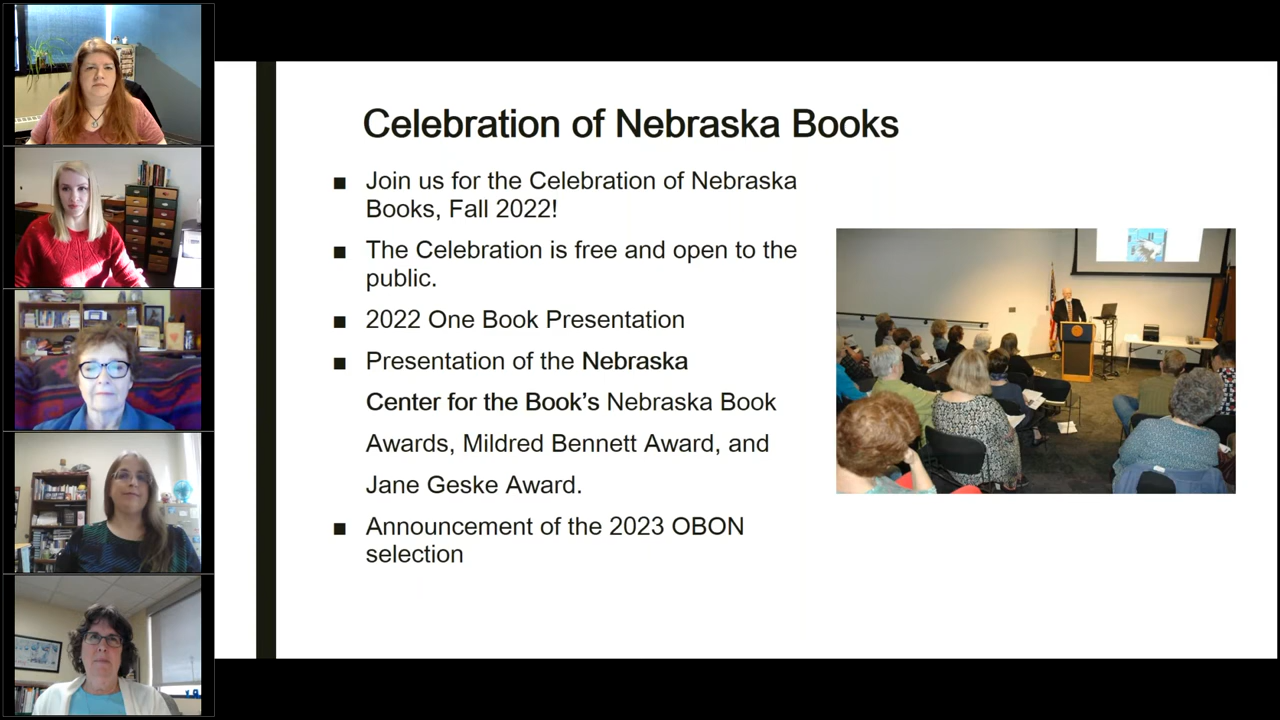 Celebration of Nebraska Books
■ Join us for the Celebration of Nebraska
Books, Fall 2022!
■ The Celebration is free and open to the
public.
■ 2022 One Book Presentation
■ Presentation of the Nebraska
Center for the Book’s Nebraska Book
Awards, Mildred Bennett Award, and
Jane Geske Award.
■ Announcement of the 2023 OBON
selection